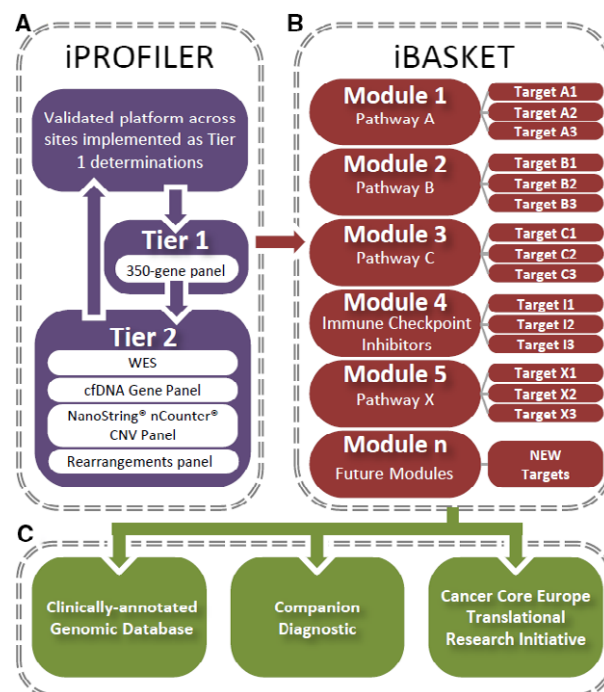 A
iPROFILER
Validated platform across
sites implemented as Tier
1 determinations
Tier 1
350-gene panel
Tier 2
WES
cfDNA Gene Panel
NanoString® nCounter®
CNV Panel
Rearrangements panel
B
iBASKET
Module 1
Pathway A
Target A1
Target A2
Target A3
Module 2
Pathway B
Target B1
Target B2
Target B3
Module 3
Pathway C
Target C1
Target C2
Target C3
Module 4
Immune Checkpoint
Inhibitors
Target I1
Target I2
Target I3
Module 5
Pathway X
Target X1
Target X2
Target X3
Module n
Future Modules
NEW
Targets
C
Clinically-annotated
Genomic Database
Companion
Diagnostic
Cancer Core Europe
Translational
Research Initiative